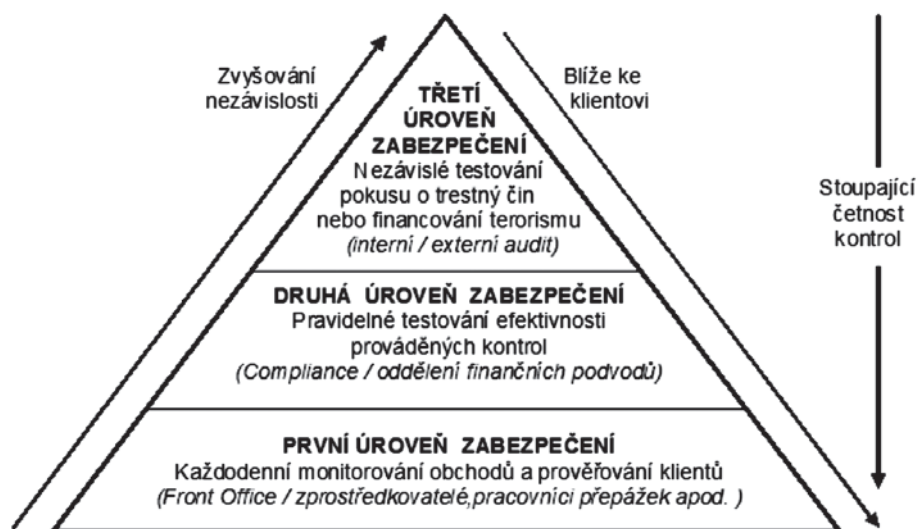 Zvyšování
nezávislosti
Blíže ke
klientovi
TŘETÍ
ÚROVEŇ
ZABEZPEČENÍ
Nezávislé testování
pokusu o trestný čin
nebo financování terorismu
(interní / externí audit)
Stoupající
četnost
kontrol
DRUHÁ ÚROVEŇ ZABEZPEČENÍ
Pravidelné testování efektivnosti
prováděných kontrol
(Compliance / oddělení finančních podvodů)
PRVNÍ ÚROVEŇ ZABEZPEČENÍ
Každodenní monitorování obchodů a prověřování klientů
(Front Office / zprostředkovatelé,pracovníci přepážek apod. )